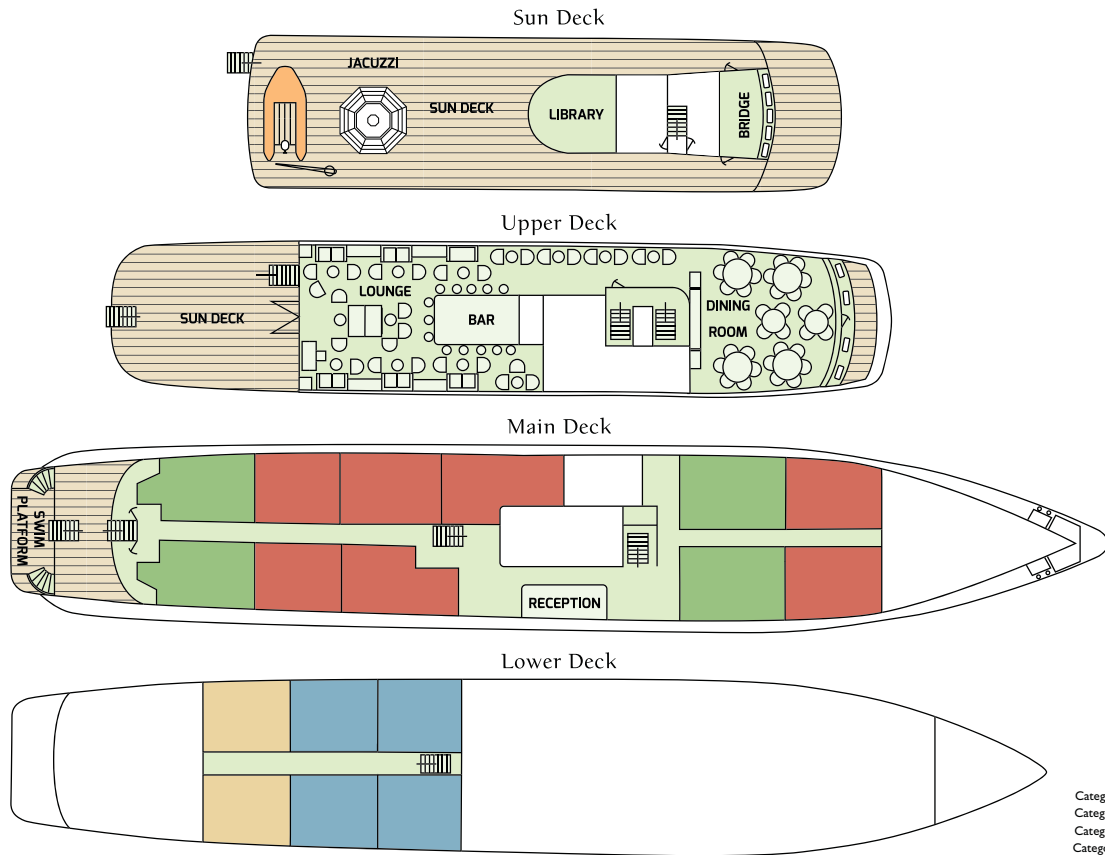 Sun Deck
JACUZZI
SUN DECK
LIBRARY
BRIDGE
Upper Deck
LOUNGE
SUN DECK
BAR
DINING
ROOM
Main Deck
SWIM
PLATFORM
RECEPTION
Lower Deck
Categ
Categ
Categ
Catego